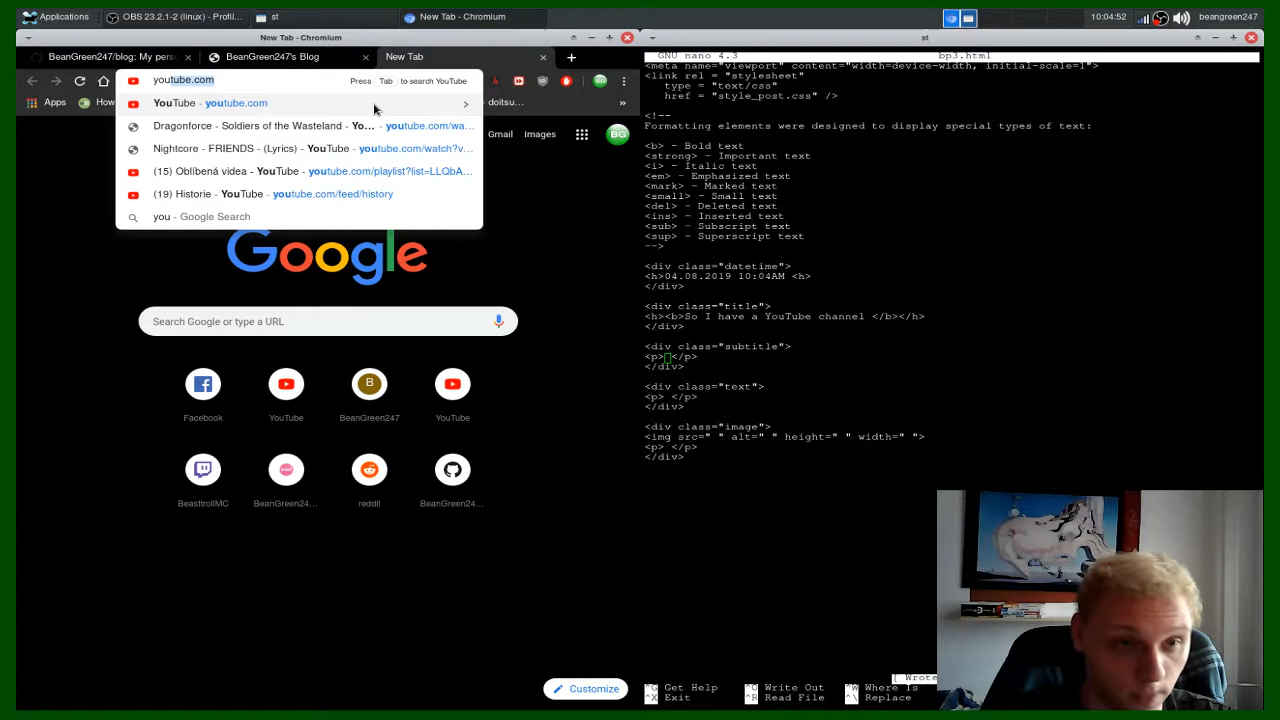 Applications
OBS 23.2.1-2 (linux) - Profil...
st
New Tab - Chromium
10:04:52
beangreen247
New Tab - Chromium
BeanGreen247/blog: My perso
BeanGreen247's Blog
New Tab
youtube.com
Press Tab to search YouTube
Apps
How
doitsu...
»
YouTube - youtube.com
Dragonforce - Soldiers of the Wasteland - Yo... - youtube.com/wa...
Nightcore - FRIENDS - (Lyrics) - YouTube - youtube.com/watch?v...
(15) Oblíbená videa - YouTube - youtube.com/playlist?list=LLQbA...
(19) Historie - YouTube - youtube.com/feed/history
you - Google Search
Gmail
Images
BG
Google
Search Google or type a URL
B
Facebook
YouTube
BeanGreen247
YouTube
BeasttrollMC
BeanGreen24...
reddit
BeanGreen24...
Customize
st
GNU nano 4.3
bp3.html
<meta name="viewport" content="width=device-width, initial-scale=1">
<link rel = "stylesheet"
type = "text/css"
href = "style_post.css" />
<!--
Formatting elements were designed to display special types of text:
<b> - Bold text
<strong> - Important text
<i> - Italic text
<em> - Emphasized text
<mark> - Marked text
<small> - Small text
<del> - Deleted text
<ins> - Inserted text
<sub> - Subscript text
<sup> - Superscript text
-->
<div class="datetime">
<h>04.08.2019 10:04AM <h>
</div>
<div class="title">
<h><b>So I have a YouTube channel </b></h>
</div>
<div class="subtitle">
<p> </p>
</div>
<div class="text">
<p> </p>
</div>
<div class="image">
<img src=" " alt=" " height=" " width=" ">
<p> </p>
</div>
[ Wrote
^G Get Help
^O Write Out
^W Where Is
^X Exit
^R Read File
^\ Replace